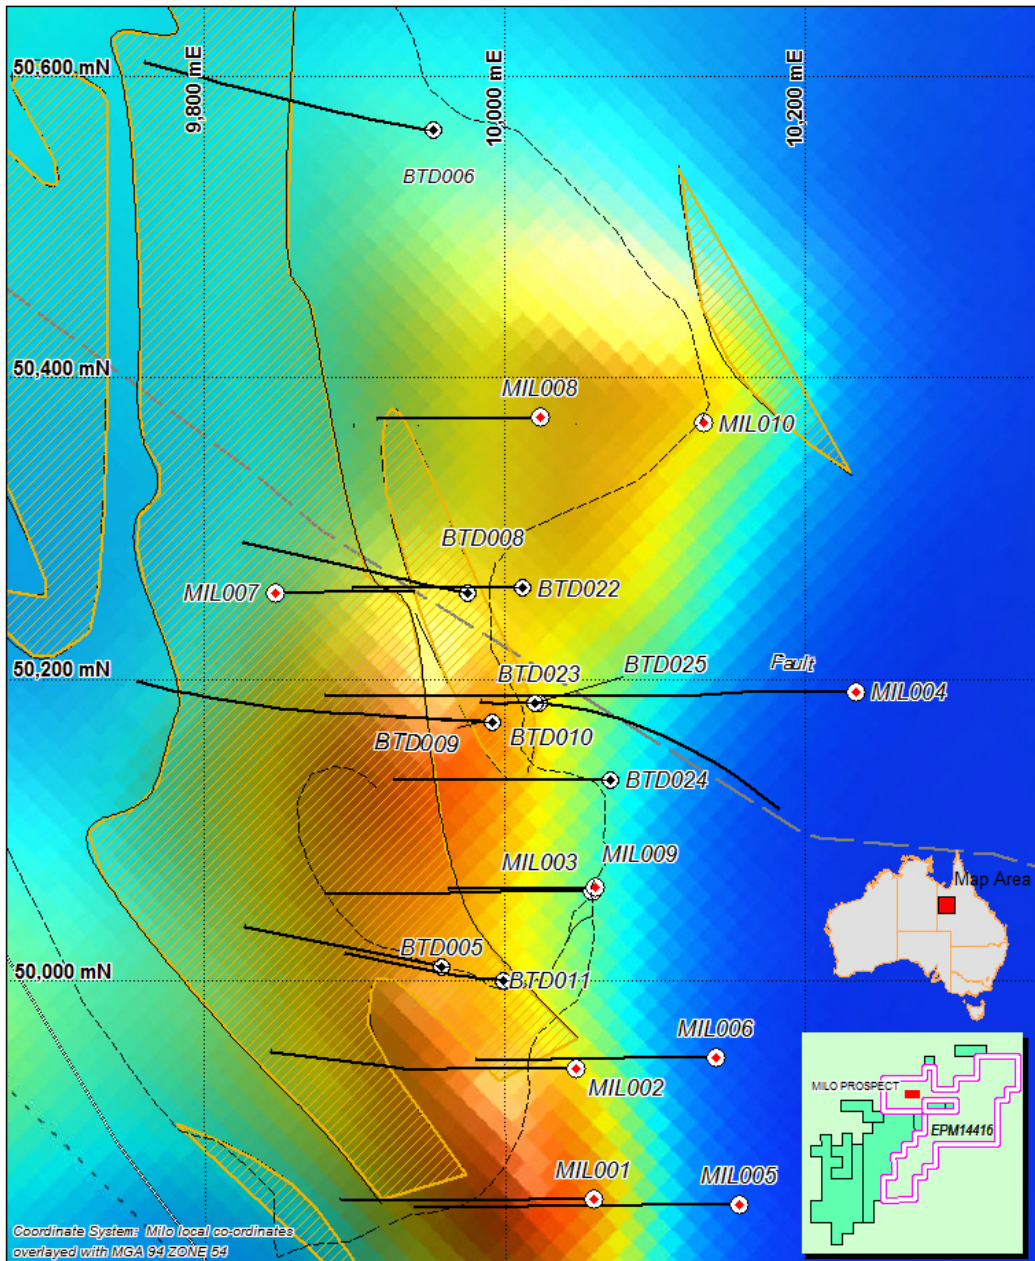 50,600 mN
9,800 mE
10,000 mE
10,200 mE
BTD006
50,400 mN
MIL008
MIL010
BTD008
MIL007
BTD022
50,200 mN
BTD025
Fault
BTD023
MIL004
BTD009
BTD010
BTD024
MIL003
MIL009
Map Area
BTD005
50,000 mN
BTD011
MIL006
MIL002
MILO PROSPECT
EPM14416
MIL001
MIL005
Coordinate System: Milo local co-ordinates
overlayed with MGA 94 ZONE 54